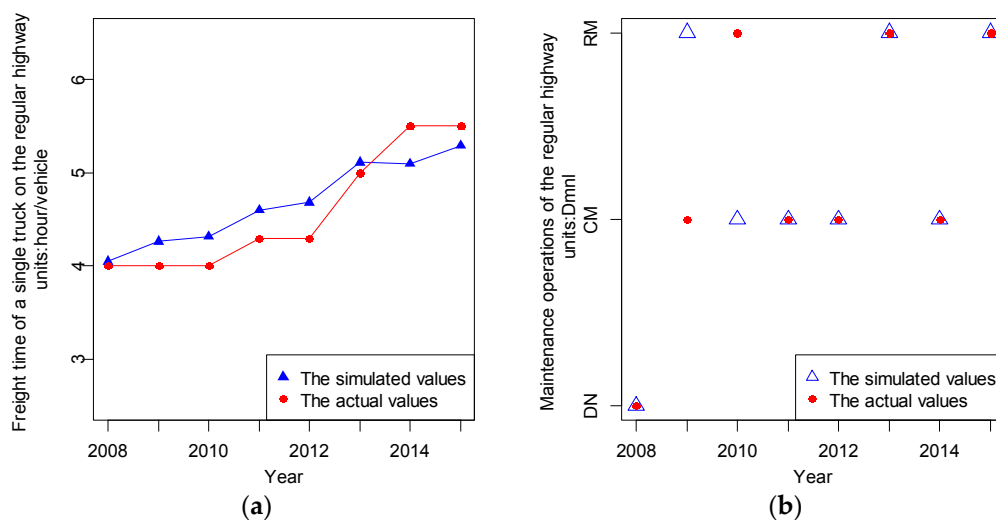 Freight time of a single truck on the regular highway
units:hour/vehicle
6
5
4
3
2008
2010
2012
2014
Year
The simulated values
The actual values
(a)
Maintenance operations of the regular highway
units:Dmnl
RM
CM
DN
2008
2010
2012
2014
Year
The simulated values
The actual values
(b)